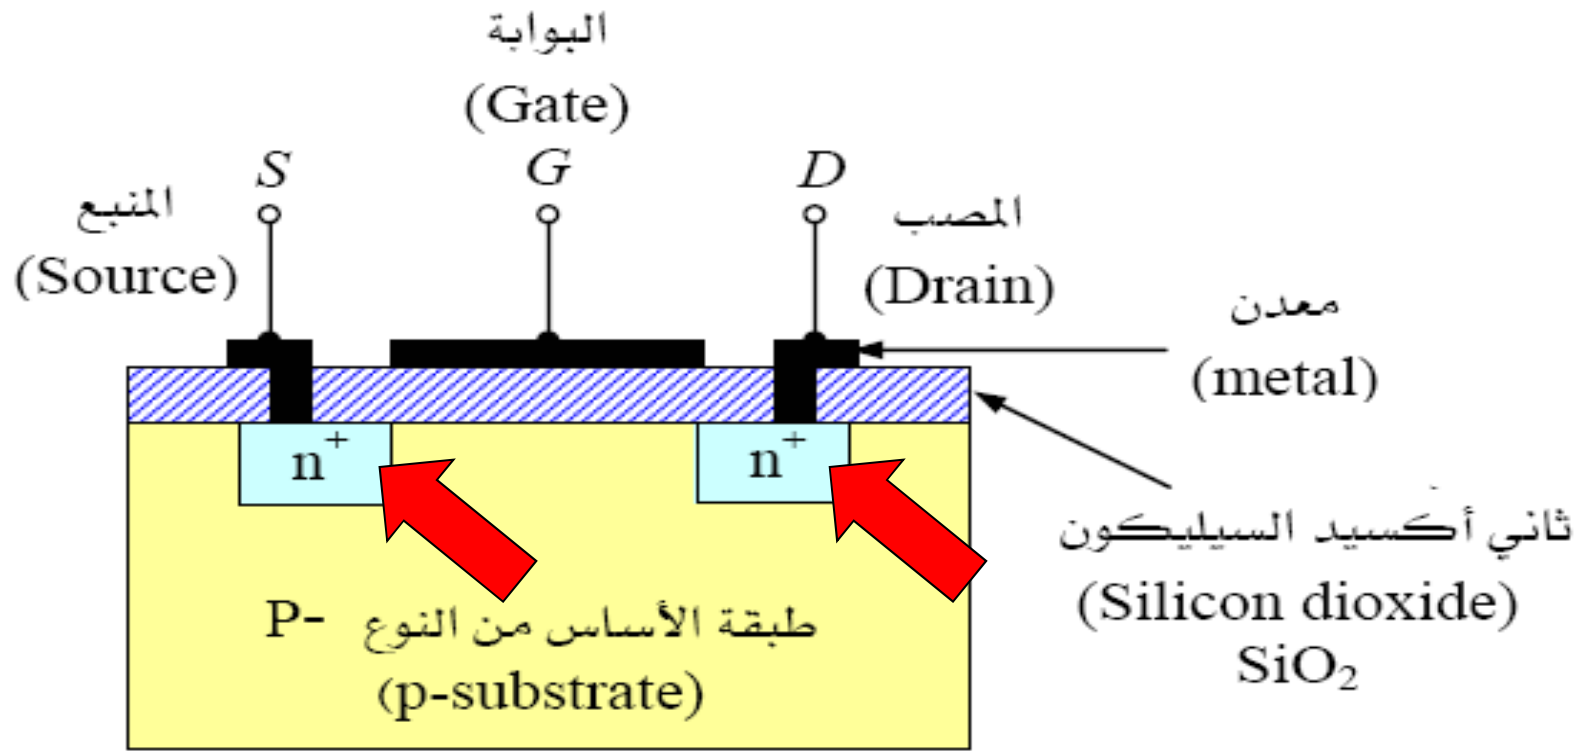 البوابة
(Gate)
S
G
D
المنبع
(Source)
المصب
(Drain)
معدن
(metal)
n+
n+
ثاني أكسيد السيليكون
(Silicon dioxide)
SiO₂
طبقة الأساس من النوع P-
(p-substrate)